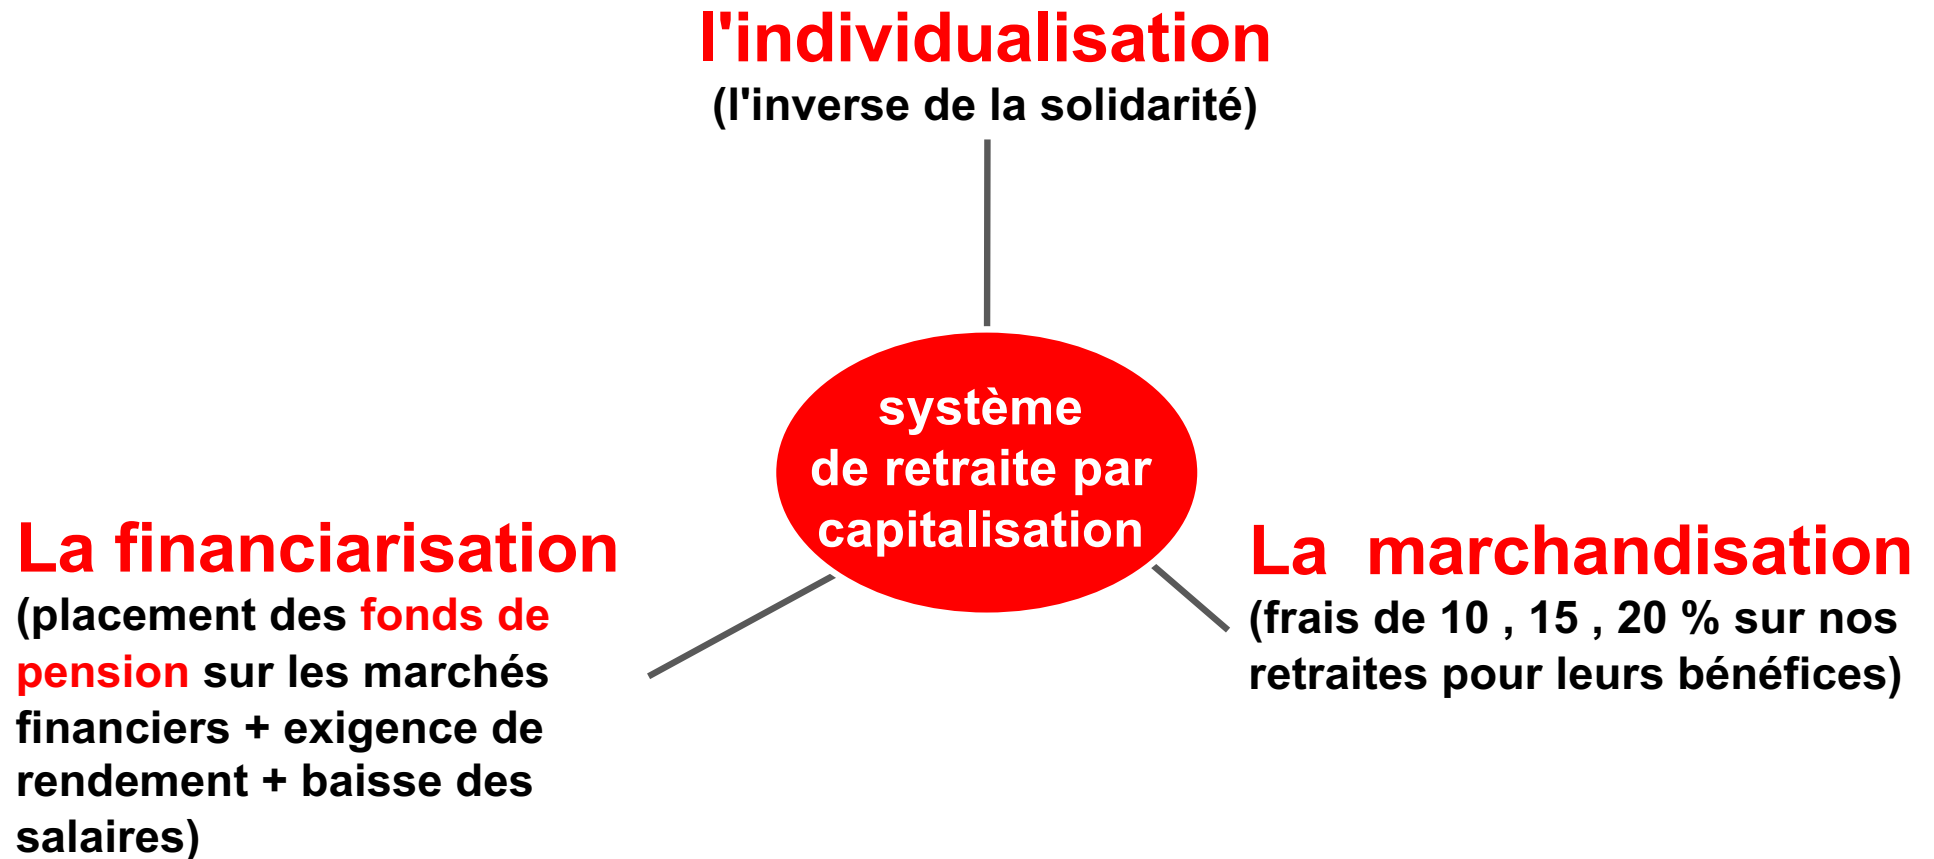 l'individualisation
(l'inverse de la solidarité)
système
de retraite par
capitalisation
La financiarisation
(placement des fonds de
pension sur les marchés
financiers + exigence de
rendement + baisse des
salaires)
La  marchandisation
(frais de 10 , 15 , 20 % sur nos
retraites pour leurs bénéfices)